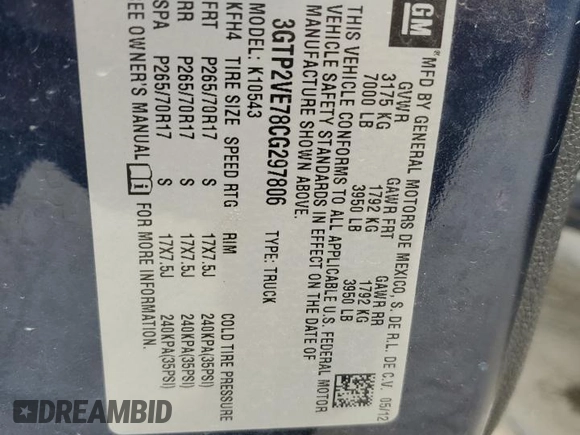 GM
®MFD BY GENERAL MOTORS DE MEXICO, S. DE R.L. DE C.V. 05/12
GVWR GAWR FRT GAWR RR
3175 KG 1792 KG 1792 KG
7000 LB 3950 LB 3950 LB
THIS VEHICLE CONFORMS TO ALL APPLICABLE U.S. FEDERAL MOTOR
VEHICLE SAFETY STANDARDS IN EFFECT ON THE DATE OF
MANUFACTURE SHOWN ABOVE.
3GTP2VE78CG297806 TYPE: TRUCK
MODEL: K10543
KFH4 TIRE SIZE SPEED RTG RIM COLD TIRE PRESSURE
FRT P265/70R17 S 17X7.5J 240KPA(35PSI)
RR P265/70R17 S 17X7.5J 240KPA(35PSI)
SPA P265/70R17 S 17X7.5J 240KPA(35PSI)
EE OWNER'S MANUAL FOR MORE INFORMATION.
DREAMBID